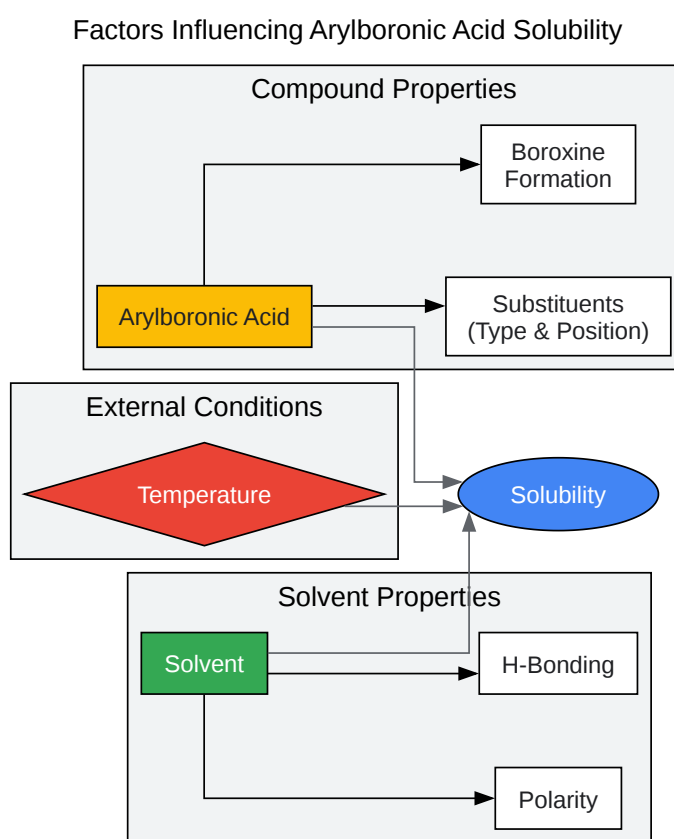 Factors Influencing Arylboronic Acid Solubility
Compound Properties
Boroxine
Formation
Arylboronic Acid
Substituents
(Type & Position)
External Conditions
Temperature
Solubility
Solvent Properties
Solvent
H-Bonding
Polarity